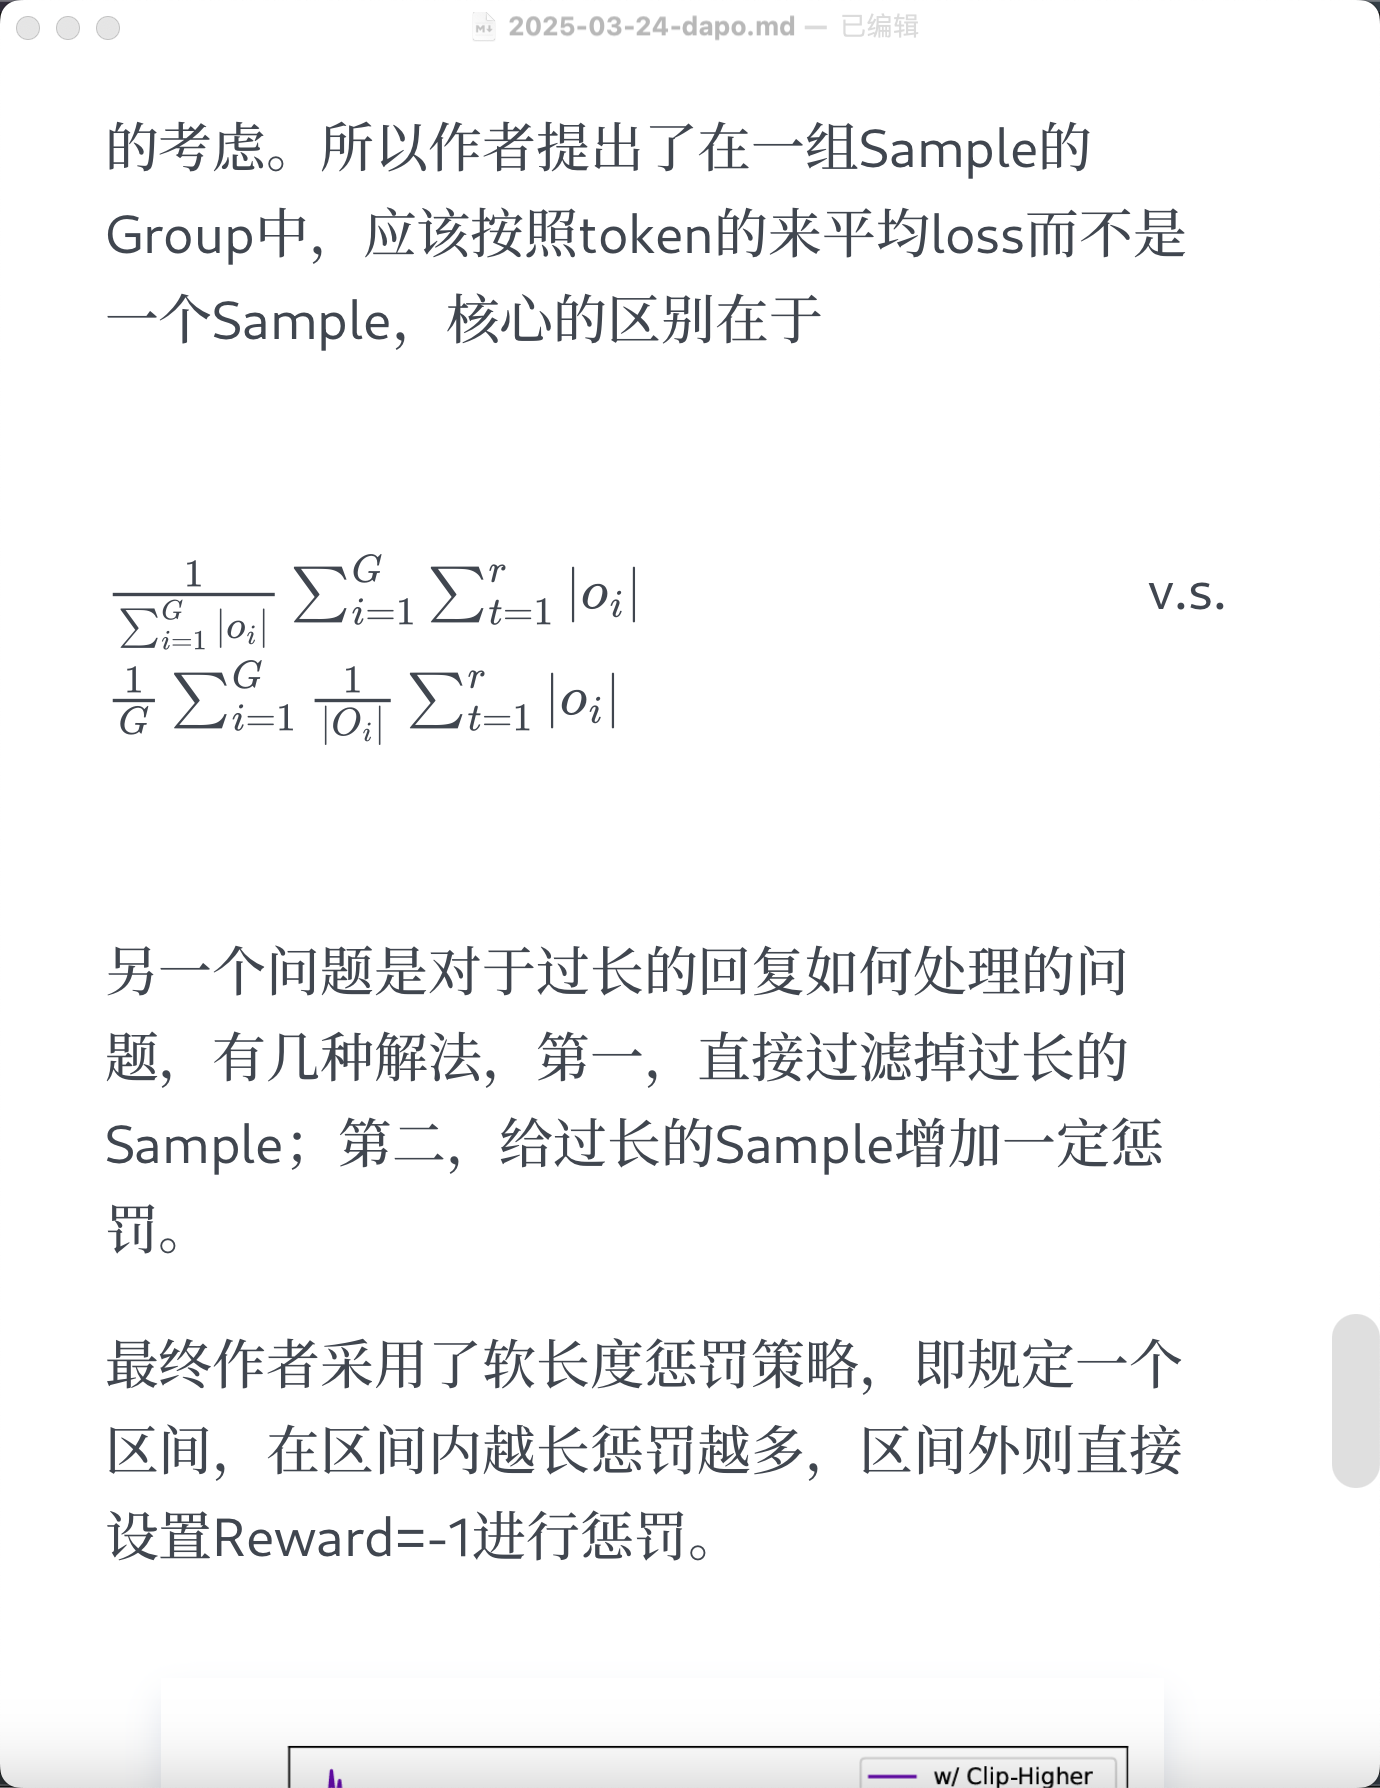 2025-03-24-dapo.md — 已编辑
的考虑。所以作者提出了在一组Sample的
Group中，应该按照token的来平均loss而不是
一个Sample，核心的区别在于
$\frac{1}{\sum_{i=1}^{G}|o_i|}\sum_{i=1}^{G}\sum_{t=1}^{r}|o_i|$ v.s.
$\frac{1}{G}\sum_{i=1}^{G}\frac{1}{|O_i|}\sum_{t=1}^{r}|o_i|$
另一个问题是对于过长的回复如何处理的问
题，有几种解法，第一，直接过滤掉过长的
Sample；第二，给过长的Sample增加一定惩
罚。
最终作者采用了软长度惩罚策略，即规定一个
区间，在区间内越长惩罚越多，区间外则直接
设置Reward=-1进行惩罚。
w/ Clip-Higher